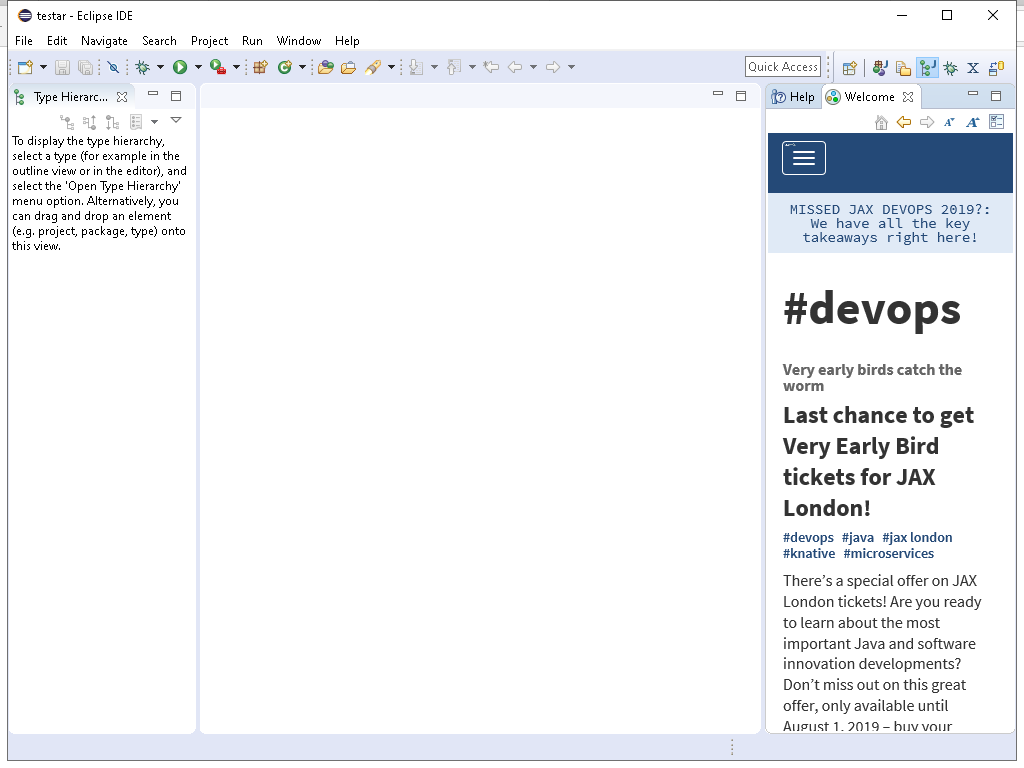 testar - Eclipse IDE
File Edit Navigate Search Project Run Window Help
Quick Access
Type Hierarc...
Help
Welcome
To display the type hierarchy,
select a type (for example in the
outline view or in the editor), and
select the 'Open Type Hierarchy'
menu option. Alternatively, you
can drag and drop an element
(e.g. project, package, type) onto
this view.
MISSED JAX DEVOPS 2019?:
We have all the key
takeaways right here!
#devops
Very early birds catch the
worm
Last chance to get
Very Early Bird
tickets for JAX
London!
#devops #java #jax london
#knative #microservices
There’s a special offer on JAX
London tickets! Are you ready
to learn about the most
important Java and software
innovation developments?
Don’t miss out on this great
offer, only available until
August 1, 2019 – buy your